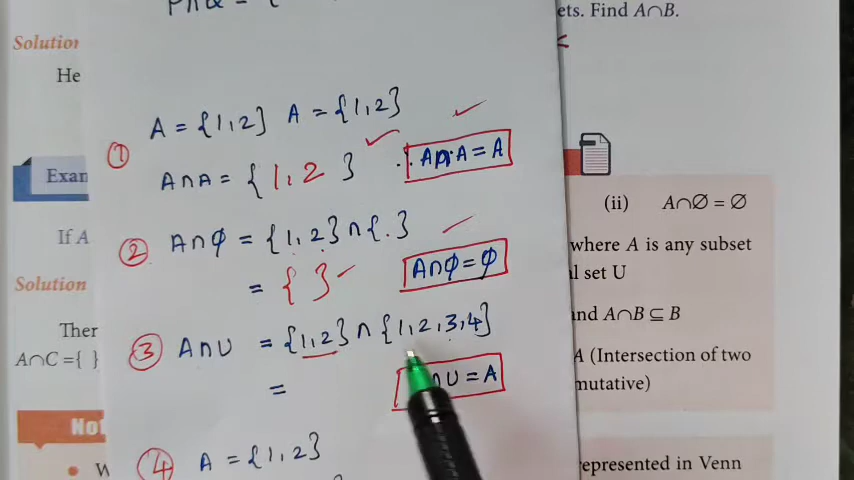 ets. Find A∩B.
Solution
He
A = {1,2} A = {1,2}
① A∩A = { 1,2 } ∴ A∩A = A
Exam
(ii) A∩∅ = ∅
If A
② A∩ϕ = {1,2}∩{ }
= { } A∩ϕ = ϕ
where A is any subset
l set U
Solution
and A∩B ⊆ B
Ther
③ A∩U = {1,2}∩{1,2,3,4}
A∩C ={ }
A (Intersection of two
mutative)
= ∩U = A
Not
④ A = {1,2}
W
epresented in Venn